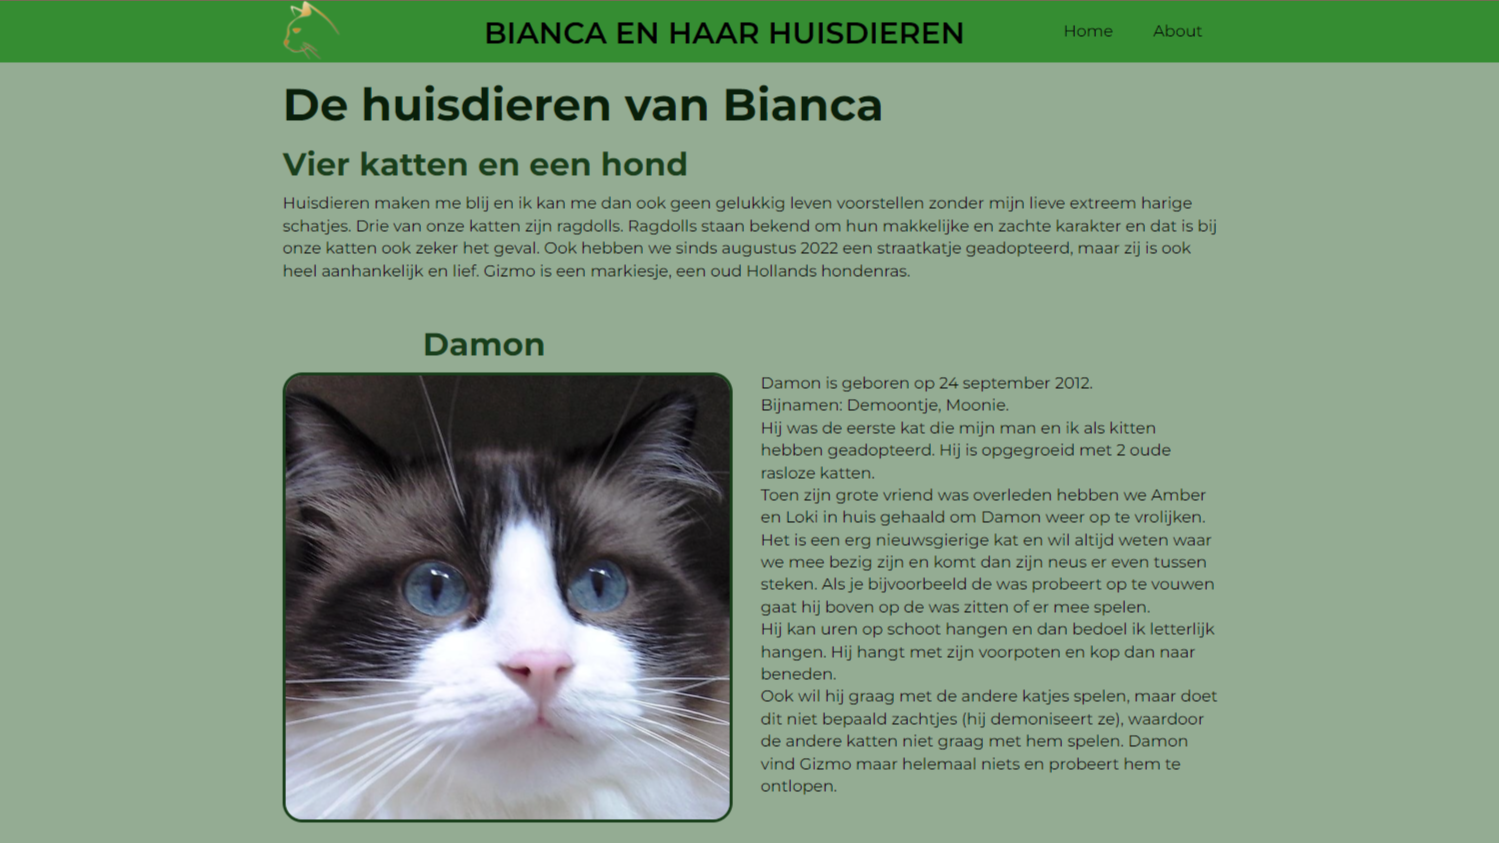 BIANCA EN HAAR HUISDIEREN
Home
About
De huisdieren van Bianca
Vier katten en een hond
Huisdieren maken me blij en ik kan me dan ook geen gelukkig leven voorstellen zonder mijn lieve extreem harige
schatjes. Drie van onze katten zijn ragdolls. Ragdolls staan bekend om hun makkelijke en zachte karakter en dat is bij
onze katten ook zeker het geval. Ook hebben we sinds augustus 2022 een straatkatje geadopteerd, maar zij is ook
heel aanhankelijk en lief. Gizmo is een markiesje, een oud Hollands hondenras.
Damon
Damon is geboren op 24 september 2012.
Bijnamen: Demoontje, Moonie.
Hij was de eerste kat die mijn man en ik als kitten
hebben geadopteerd. Hij is opgegroeid met 2 oude
rasloze katten.
Toen zijn grote vriend was overleden hebben we Amber
en Loki in huis gehaald om Damon weer op te vrolijken.
Het is een erg nieuwsgierige kat en wil altijd weten waar
we mee bezig zijn en komt dan zijn neus er even tussen
steken. Als je bijvoorbeeld de was probeert op te vouwen
gaat hij boven op de was zitten of er mee spelen.
Hij kan uren op schoot hangen en dan bedoel ik letterlijk
hangen. Hij hangt met zijn voorpoten en kop dan naar
beneden.
Ook wil hij graag met de andere katjes spelen, maar doet
dit niet bepaald zachtjes (hij demoniseert ze), waardoor
de andere katten niet graag met hem spelen. Damon
vind Gizmo maar helemaal niets en probeert hem te
ontlopen.